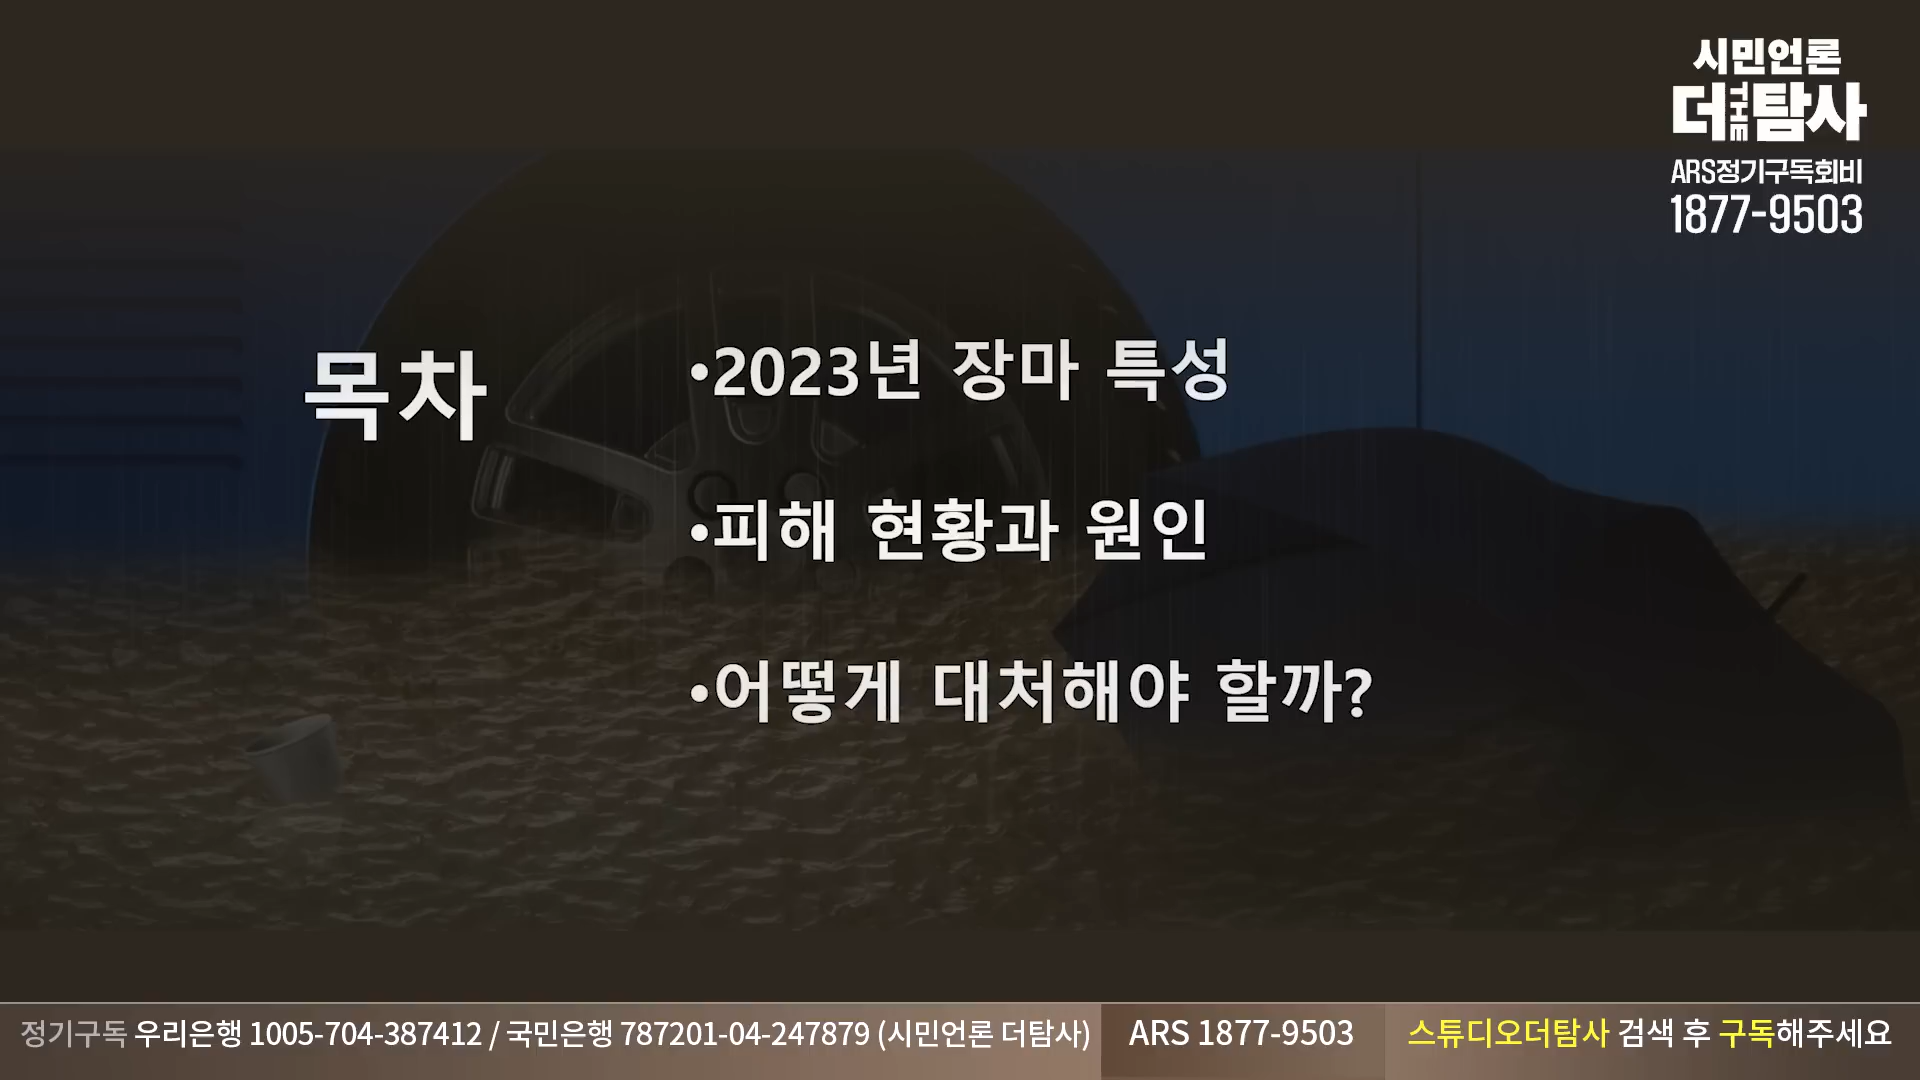 시민언론
더탐사
THE
ARS정기구독회비
1877-9503
목차
•2023년 장마 특성
•피해 현황과 원인
•어떻게 대처해야 할까?
정기구독 우리은행 1005-704-387412 / 국민은행 787201-04-247879 (시민언론 더탐사)
ARS 1877-9503
스튜디오더탐사 검색 후 구독해주세요